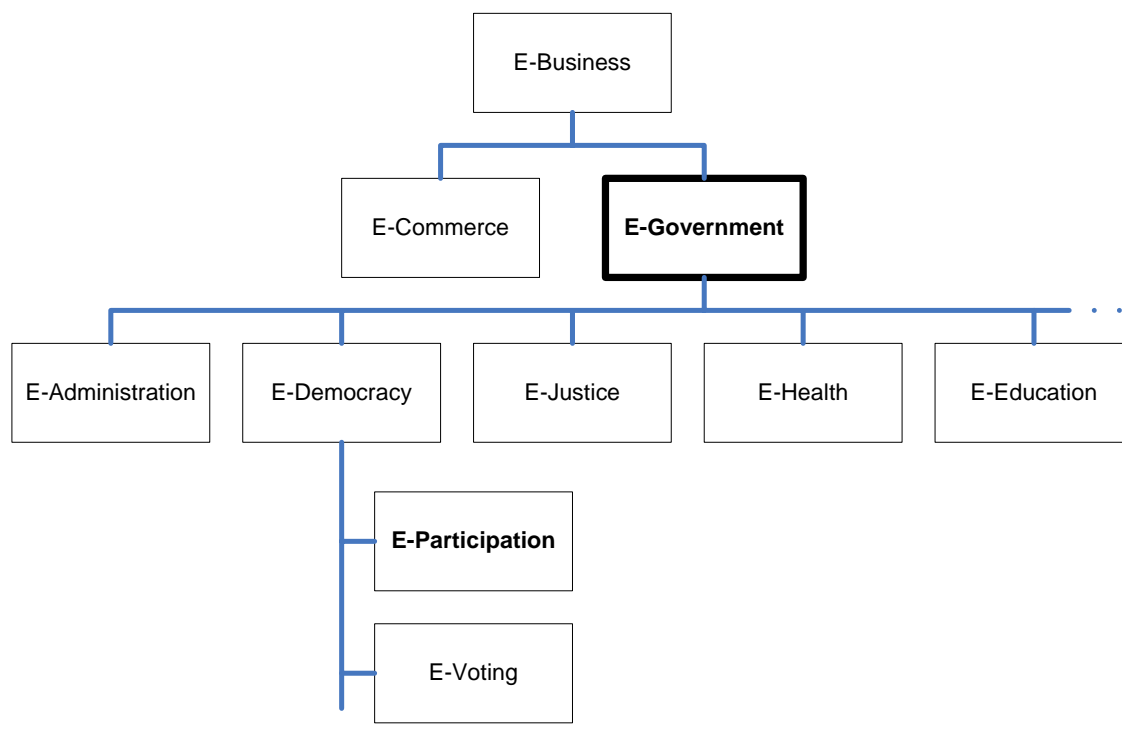 E-Business
E-Commerce
E-Government
E-Administration
E-Democracy
E-Justice
E-Health
E-Education
E-Participation
E-Voting